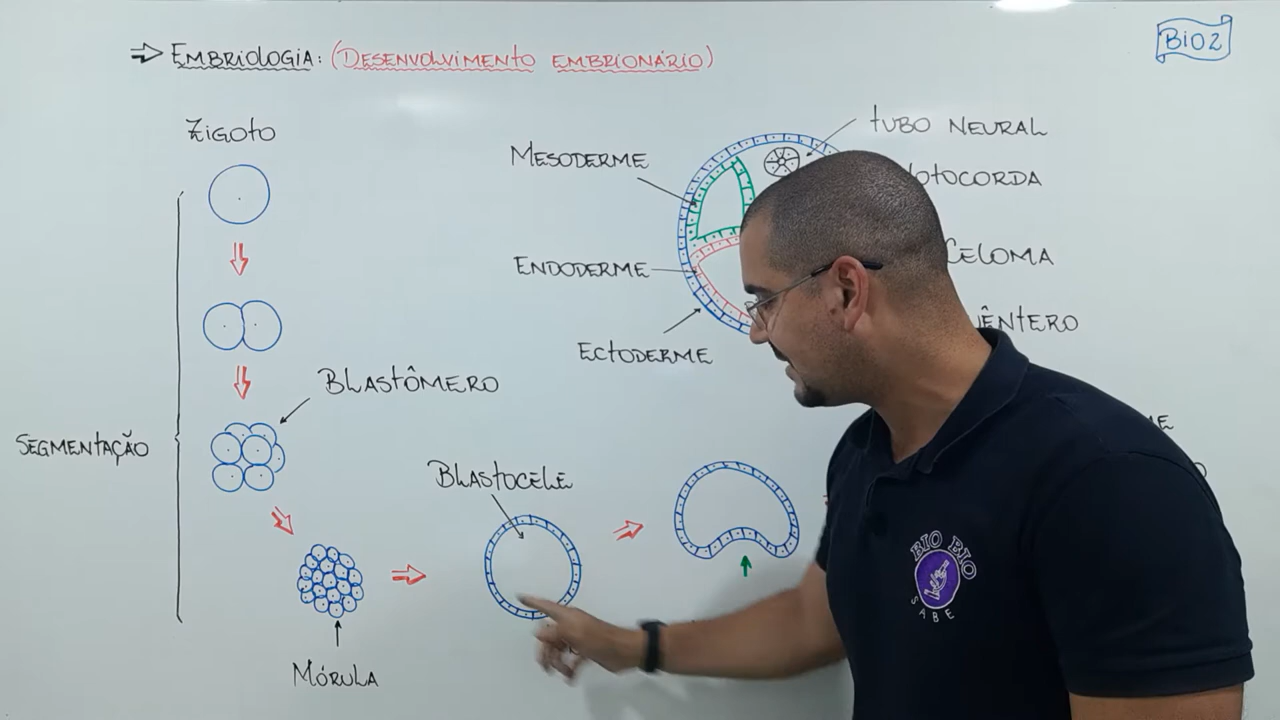 ⇒ EMBRIOLOGIA: (DESENVOLVIMENTO EMBRIONÁRIO)
BIO2
ZIGOTO
TUBO NEURAL
MESODERME
NOTOCORDA
ENDODERME
CELOMA
ECTODERME
BLASTÔMERO
SEGMENTAÇÃO
BLASTOCELE
MÓRULA
BIO BIO
SABE